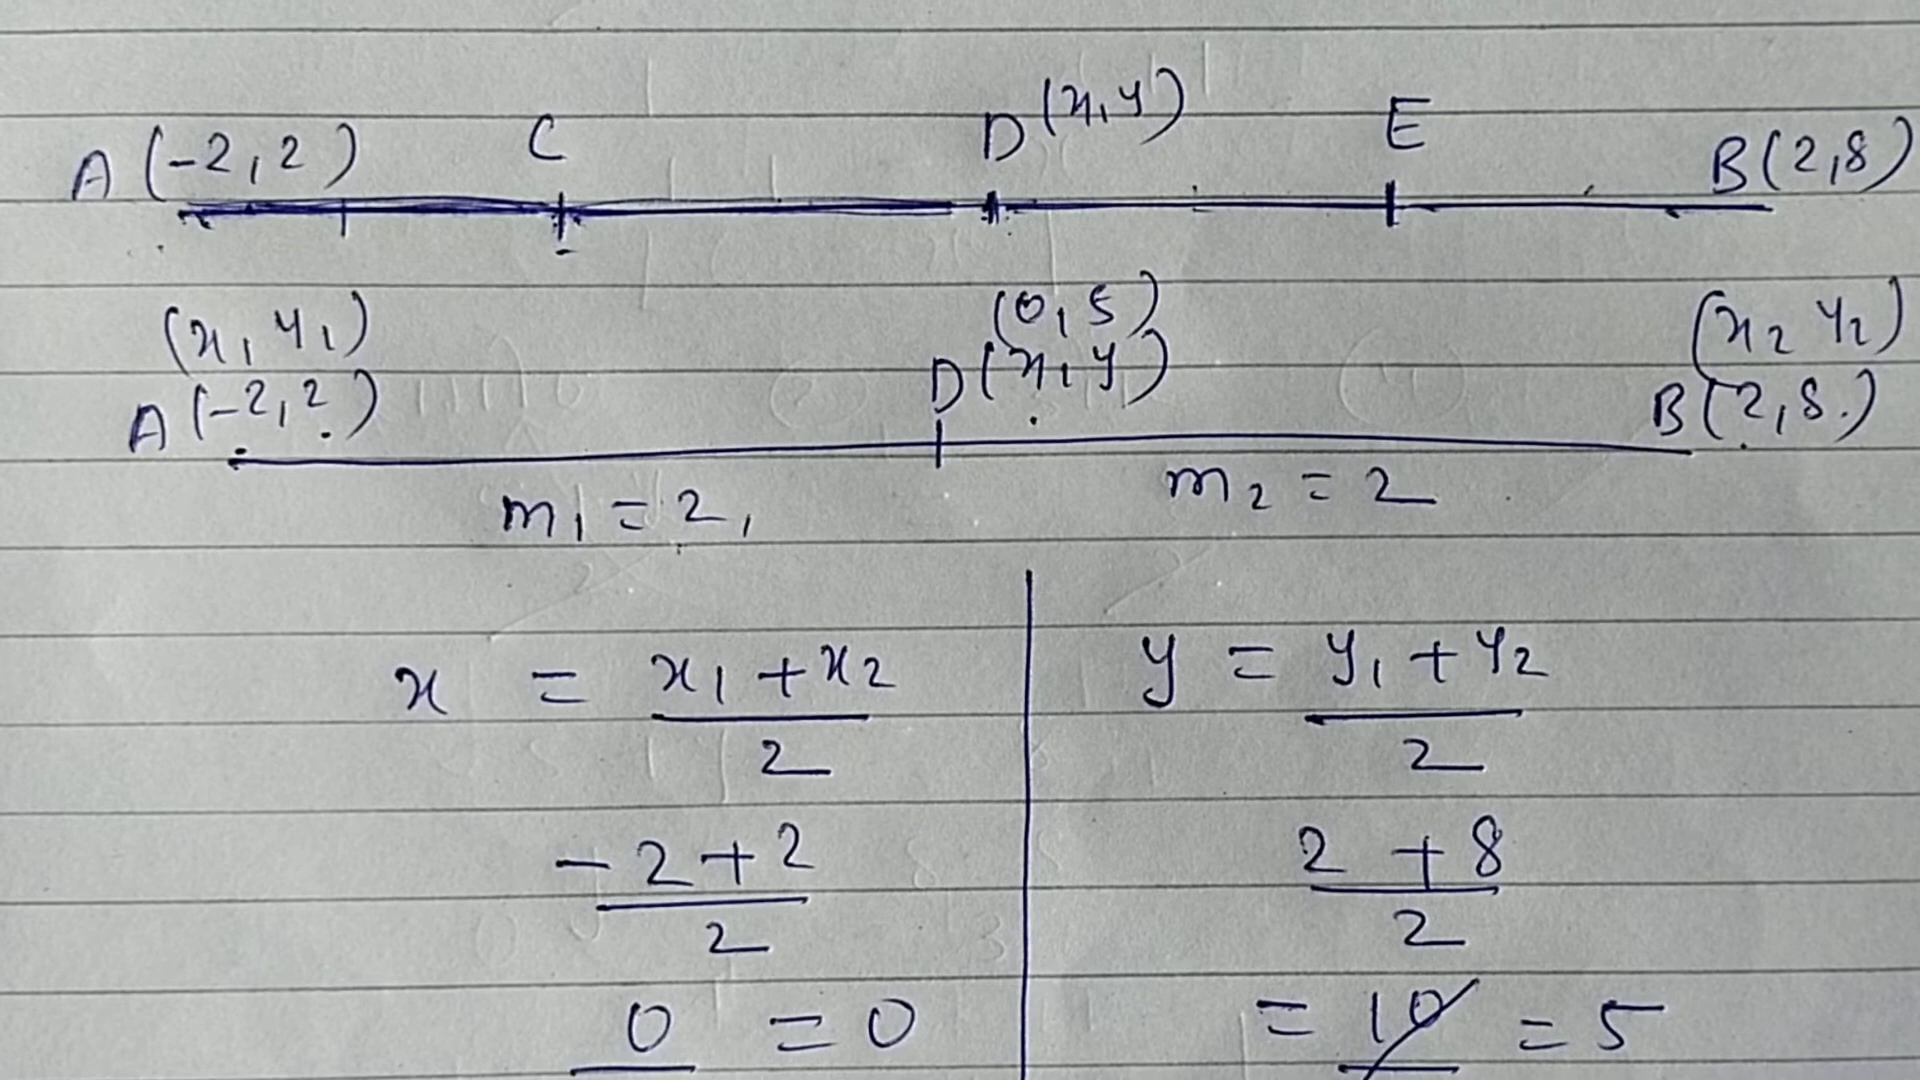 A (-2, 2) C D (x, y) E B (2, 8)
(x, y1) (0, 5) (x2 y2)
A (-2, 2) D (x, y) B (2, 8)
m1 = 2, m2 = 2
x = x1 + x2 / 2
y = y1 + y2 / 2
-2 + 2 / 2
2 + 8 / 2
0 = 0
= 10 = 5